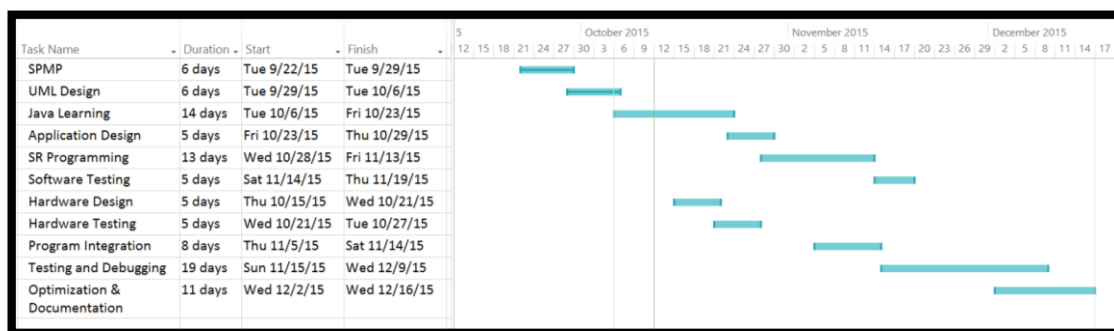 5 October 2015 November 2015 December 2015
Task Name Duration Start Finish 12 15 18 21 24 27 30 3 6 9 12 15 18 21 24 27 30 2 5 8 11 14 17 20 23 26 29 2 5 8 11 14 17
SPMP 6 days Tue 9/22/15 Tue 9/29/15
UML Design 6 days Tue 9/29/15 Tue 10/6/15
Java Learning 14 days Tue 10/6/15 Fri 10/23/15
Application Design 5 days Fri 10/23/15 Thu 10/29/15
SR Programming 13 days Wed 10/28/15 Fri 11/13/15
Software Testing 5 days Sat 11/14/15 Thu 11/19/15
Hardware Design 5 days Thu 10/15/15 Wed 10/21/15
Hardware Testing 5 days Wed 10/21/15 Tue 10/27/15
Program Integration 8 days Thu 11/5/15 Sat 11/14/15
Testing and Debugging 19 days Sun 11/15/15 Wed 12/9/15
Optimization & 11 days Wed 12/2/15 Wed 12/16/15
Documentation